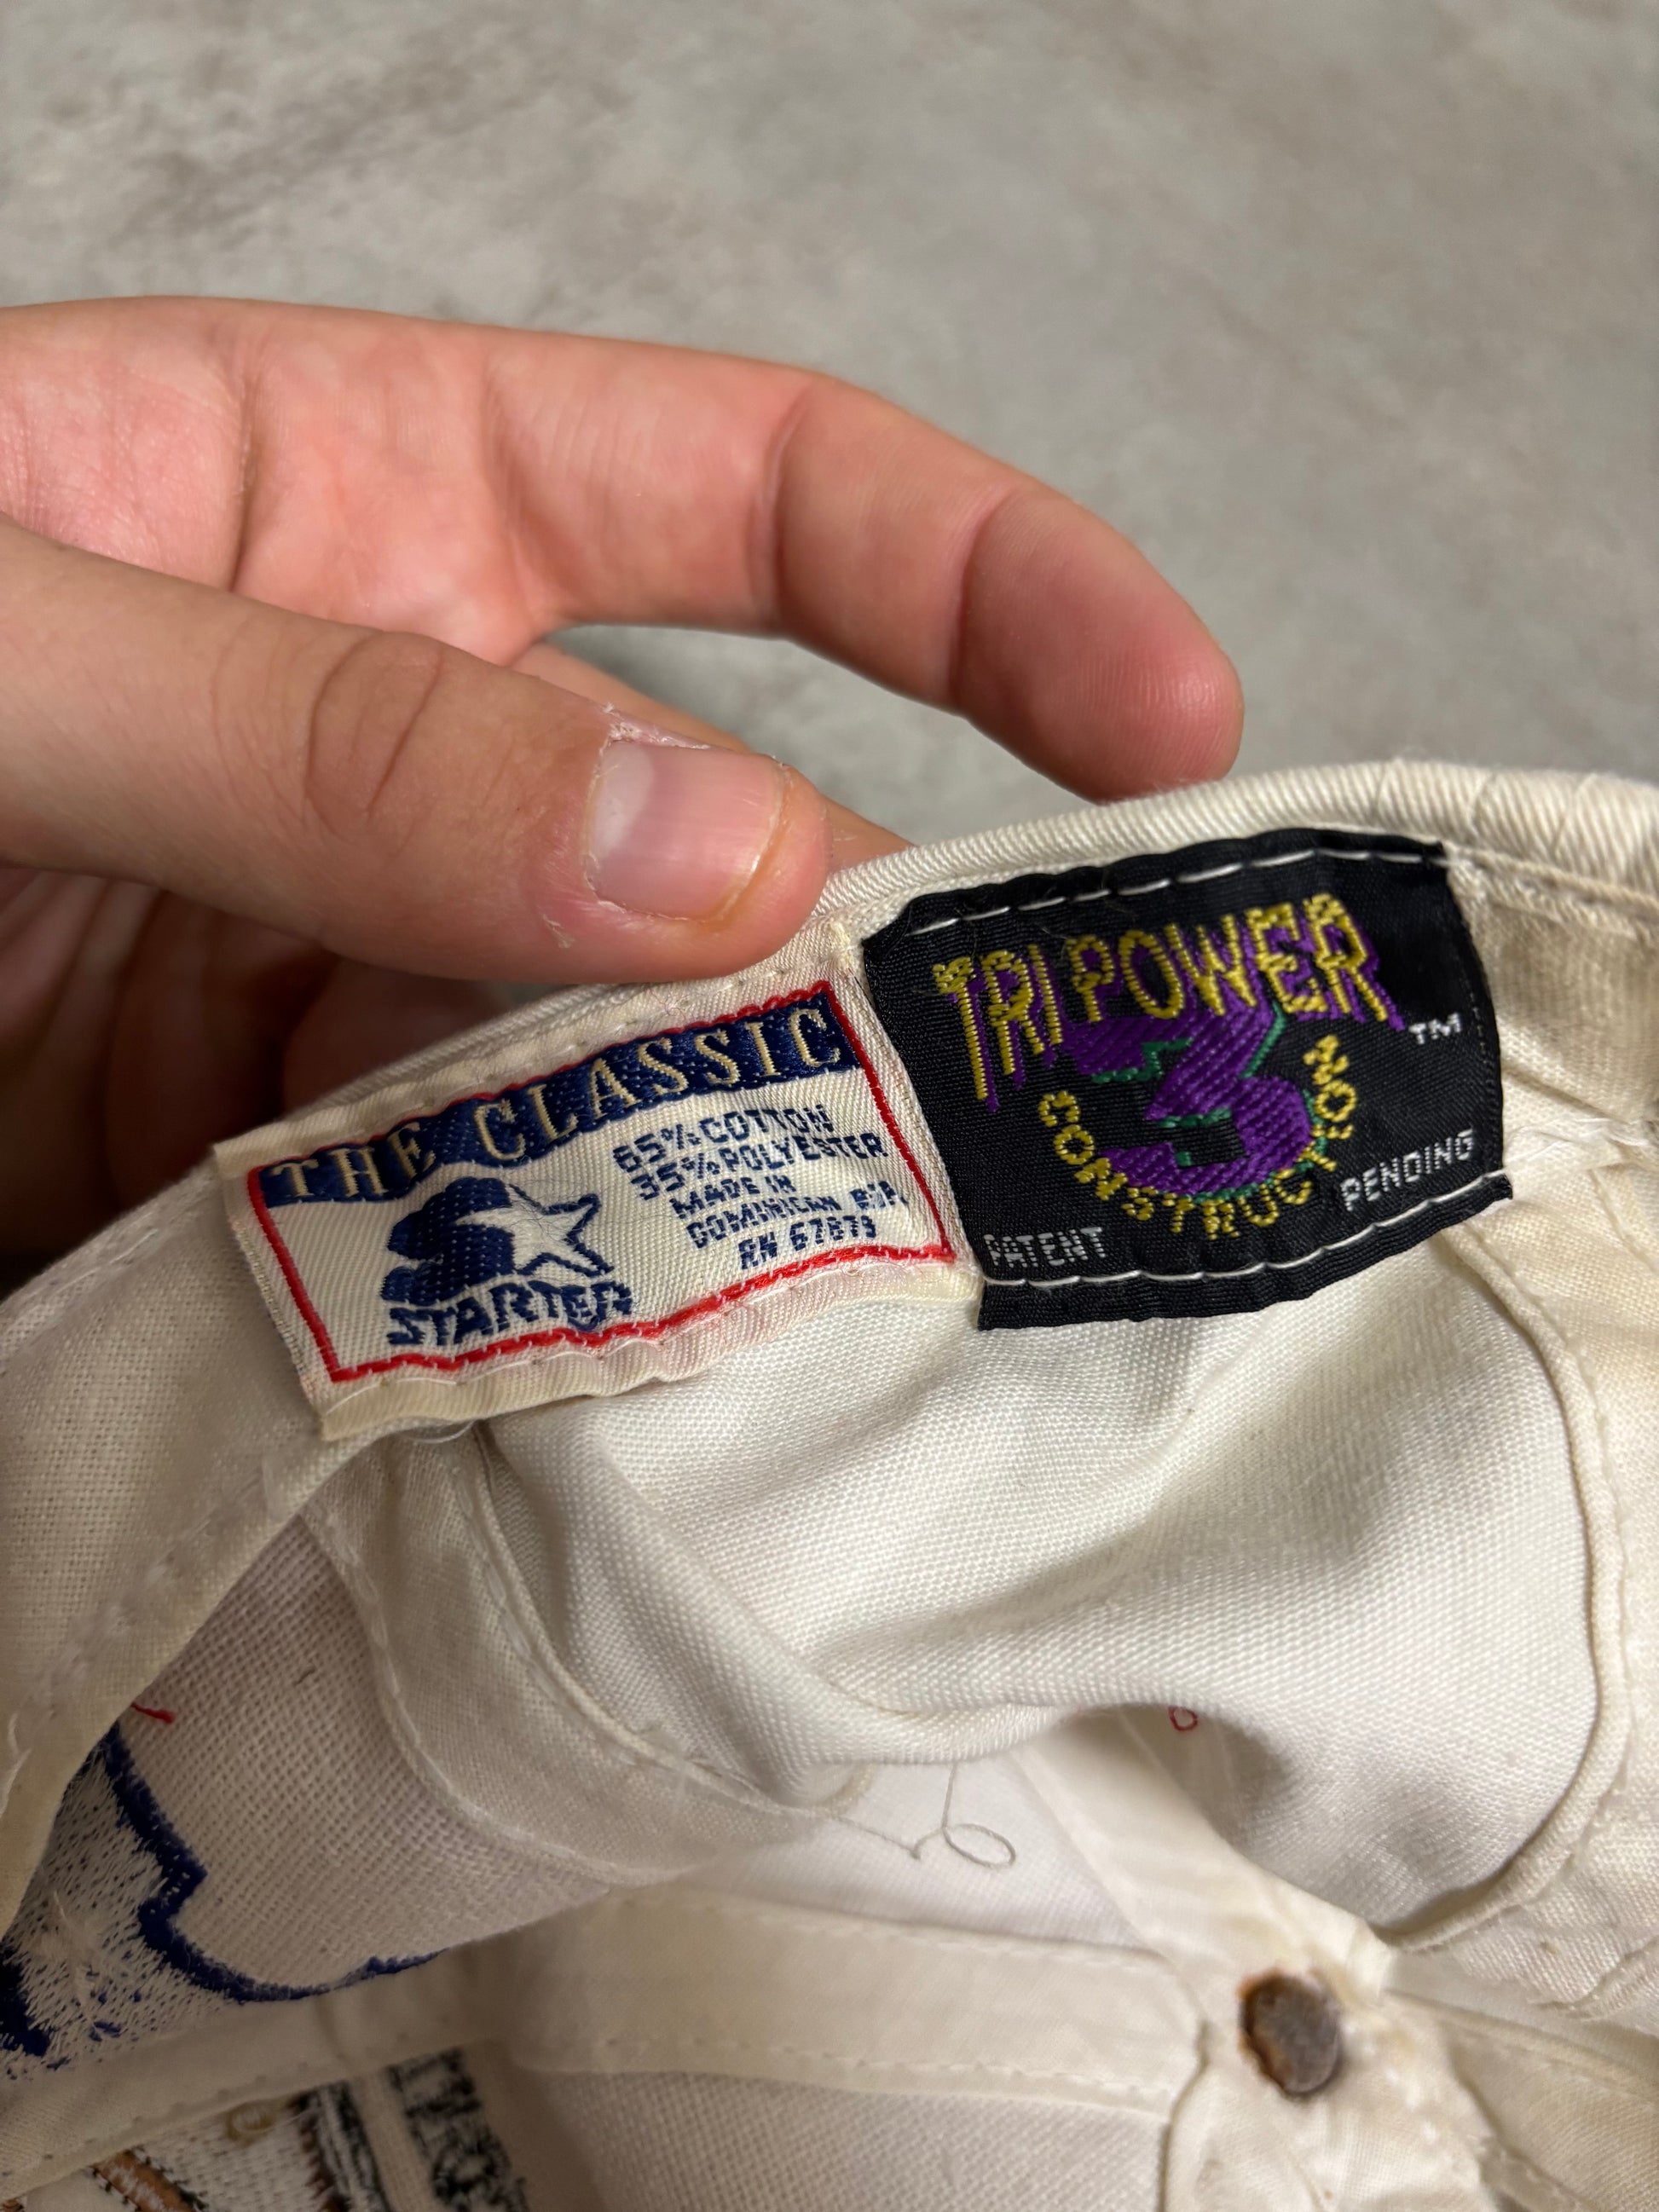 THE CLASSIC
65% COTTON
35% POLYESTER
MADE IN
DOMINICAN REP.
RN 67879
STARTER
TRI POWER
3
TM
CONSTRUCTION
PATENT PENDING